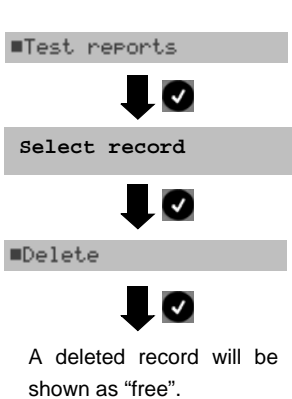 ■Test reports
Select record
■Delete
A deleted record will be
shown as “free”.